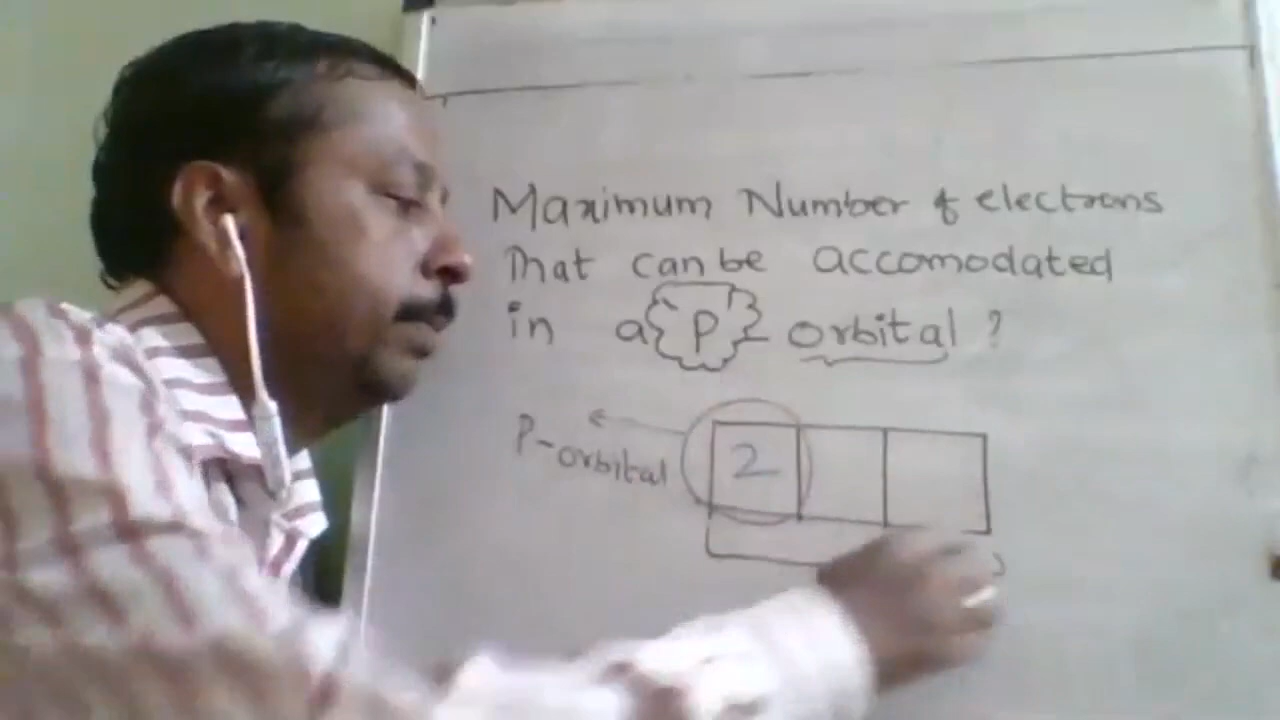 Maximum Number of electrons
That can be accomodated
in a P orbital ?
P-orbital
2